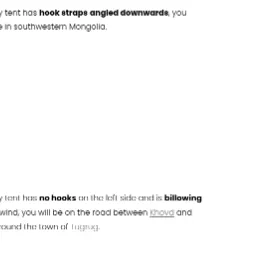 y tent has hook straps angled downwards, you
e in southwestern Mongolia.
y tent has no hooks on the left side and is billowing
wind, you will be on the road between Khovd and
round the town of Tugrug.